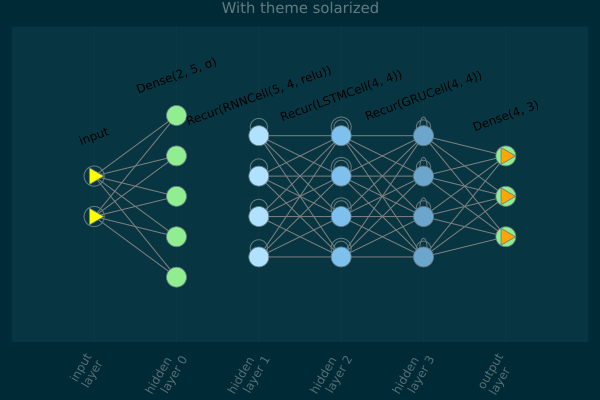 With theme solarized
input
Dense(2, 5, σ)
Recur(RNNCell(5, 4, relu))
Recur(LSTMCell(4, 4))
Recur(GRUCell(4, 4))
Dense(4, 3)
input
layer
hidden
layer 0
hidden
layer 1
hidden
layer 2
hidden
layer 3
output
layer